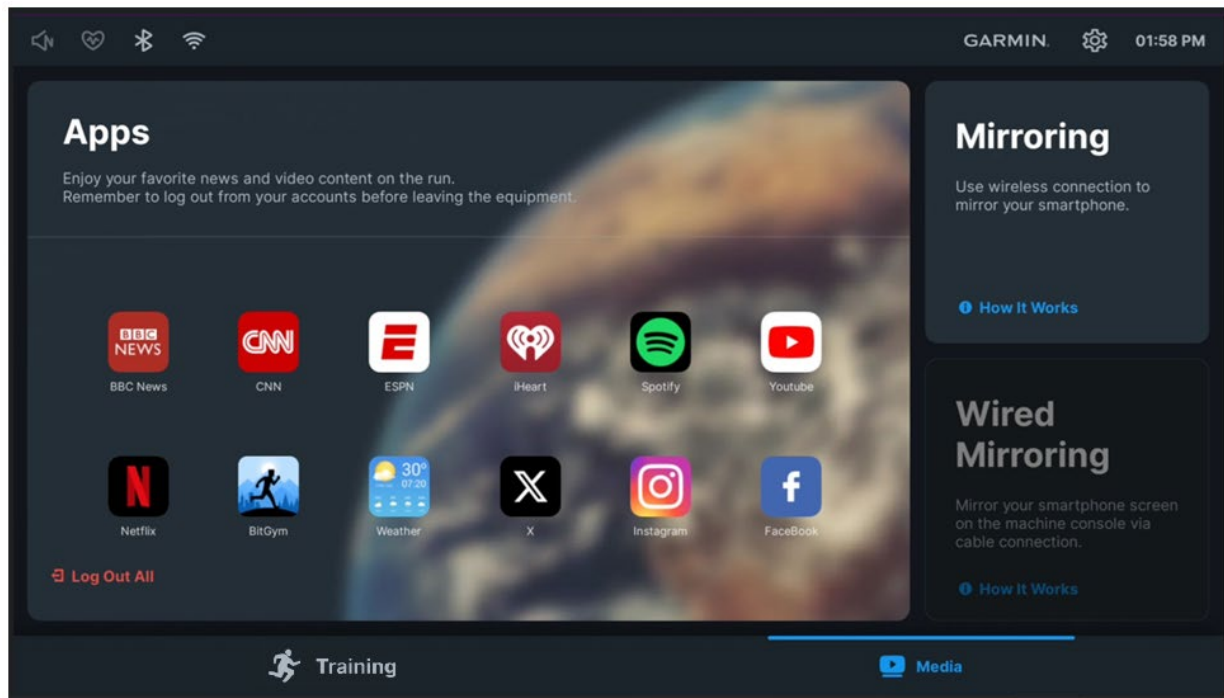 GARMIN.
01:58 PM
Apps
Enjoy your favorite news and video content on the run.
Remember to log out from your accounts before leaving the equipment.
BBC
NEWS
CNN
30°
07:20
BBC News
CNN
ESPN
iHeart
Spotify
Youtube
Netflix
BitGym
Weather
X
Instagram
FaceBook
Log Out All
Mirroring
Use wireless connection to
mirror your smartphone.
How It Works
Wired
Mirroring
Mirror your smartphone screen
on the machine console via
cable connection.
How It Works
Training
Media